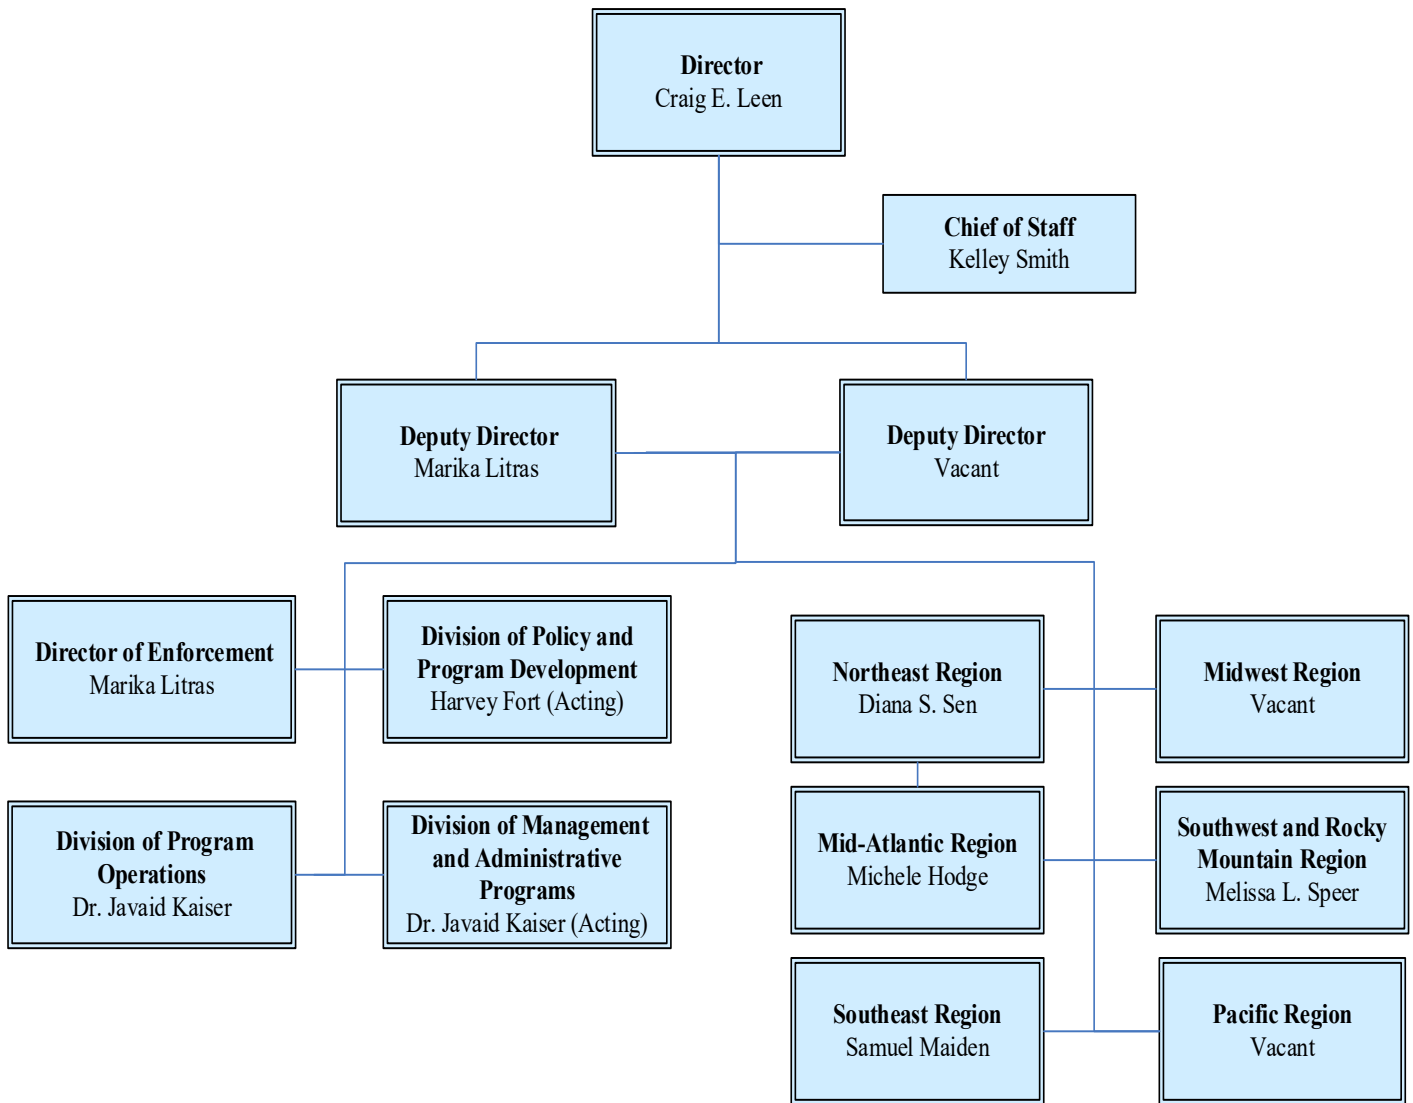 Director
Craig E. Leen
Chief of Staff
Kelley Smith
Deputy Director
Marika Litras
Deputy Director
Vacant
Director of Enforcement
Marika Litras
Division of Policy and
Program Development
Harvey Fort (Acting)
Northeast Region
Diana S. Sen
Midwest Region
Vacant
Division of Program
Operations
Dr. Javaid Kaiser
Division of Management
and Administrative
Programs
Dr. Javaid Kaiser (Acting)
Mid-Atlantic Region
Michele Hodge
Southwest and Rocky
Mountain Region
Melissa L. Speer
Southeast Region
Samuel Maiden
Pacific Region
Vacant